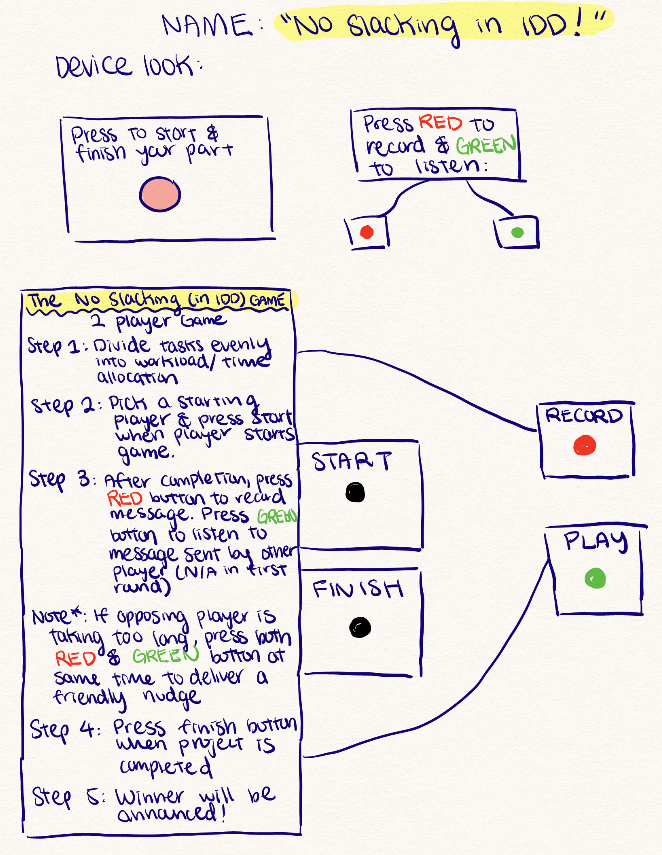 NAME: "No Slacking in IDD!"
Device look:
Press to start &
finish your part
Press RED to
record & GREEN
to listen:
The No Slacking (in IDD) GAME
2 player Game
Step 1: Divide tasks evenly
into workload/time
allocation
Step 2: Pick a starting
player & press start
when player starts
game.
Step 3: After completion, press
RED button to record
message. Press GREEN
button to listen to
message sent by other
player (N/A in first
round)
Note*: If opposing player is
taking too long, press both
RED & GREEN button at
same time to deliver a
friendly nudge
Step 4: Press finish button
when project is
completed
Step 5: Winner will be
annanced!
START
FINISH
RECORD
PLAY